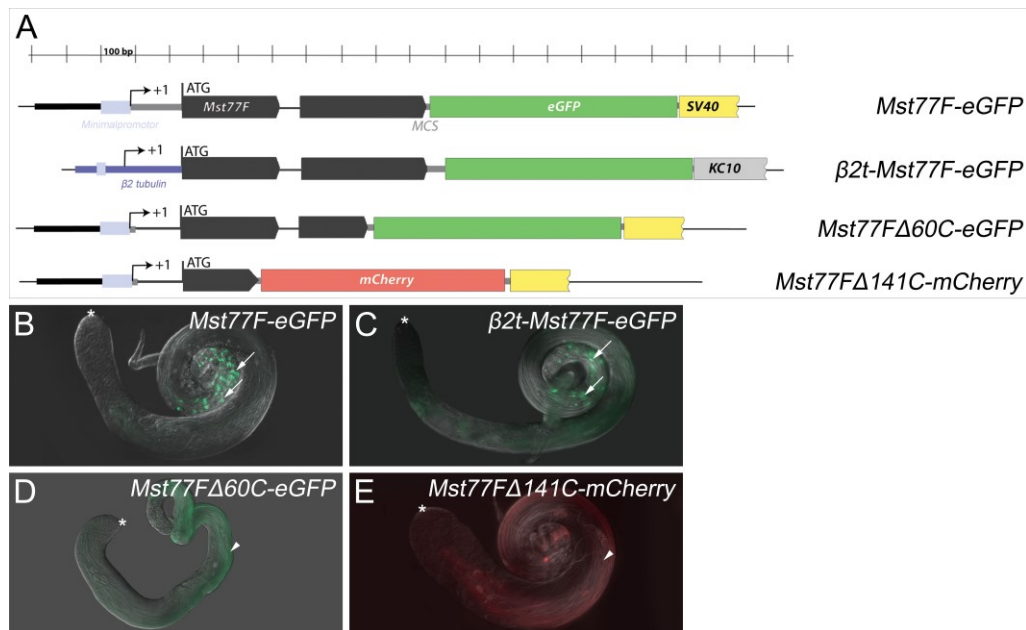 A
100 bp
+1
ATG
Mst77F
eGFP
SV40
Mst77F-eGFP
Minimalpromotor
MCS
+1
ATG
KC10
β2t-Mst77F-eGFP
β2 tubulin
+1
ATG
Mst77FΔ60C-eGFP
+1
ATG
mCherry
Mst77FΔ141C-mCherry
B
*
Mst77F-eGFP
C
*
β2t-Mst77F-eGFP
D
Mst77FΔ60C-eGFP
*
E
Mst77FΔ141C-mCherry
*